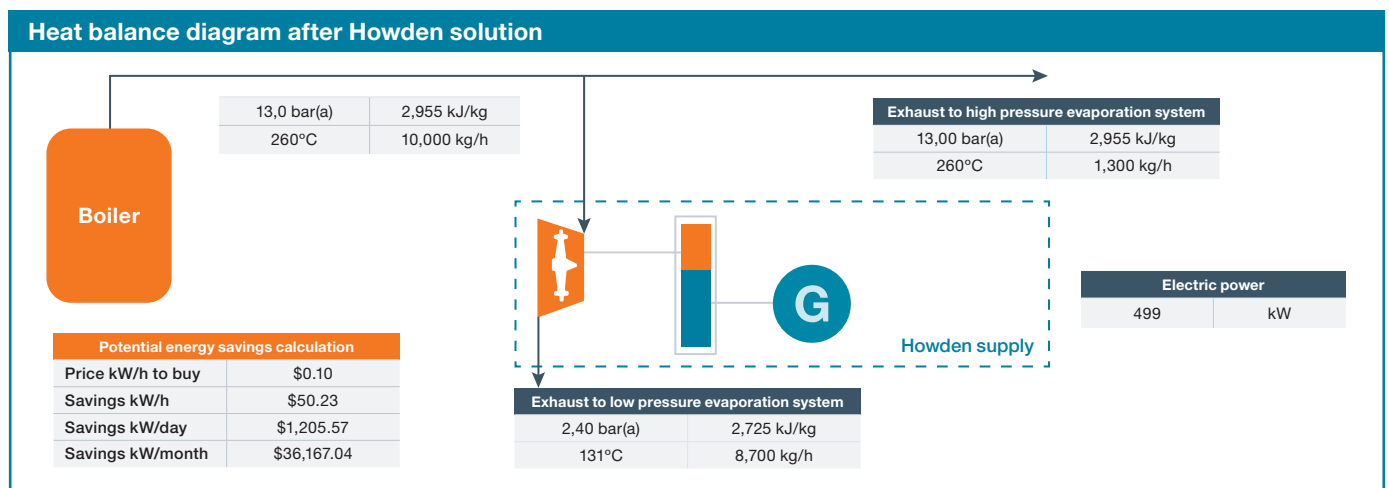 Heat balance diagram after Howden solution
13,0 bar(a) 2,955 kJ/kg
260°C 10,000 kg/h
Exhaust to high pressure evaporation system
13,00 bar(a) 2,955 kJ/kg
260°C 1,300 kg/h
Boiler
G
Howden supply
Electric power
499 kW
Potential energy savings calculation
Price kW/h to buy $0.10
Savings kW/h $50.23
Savings kW/day $1,205.57
Savings kW/month $36,167.04
Exhaust to low pressure evaporation system
2,40 bar(a) 2,725 kJ/kg
131°C 8,700 kg/h